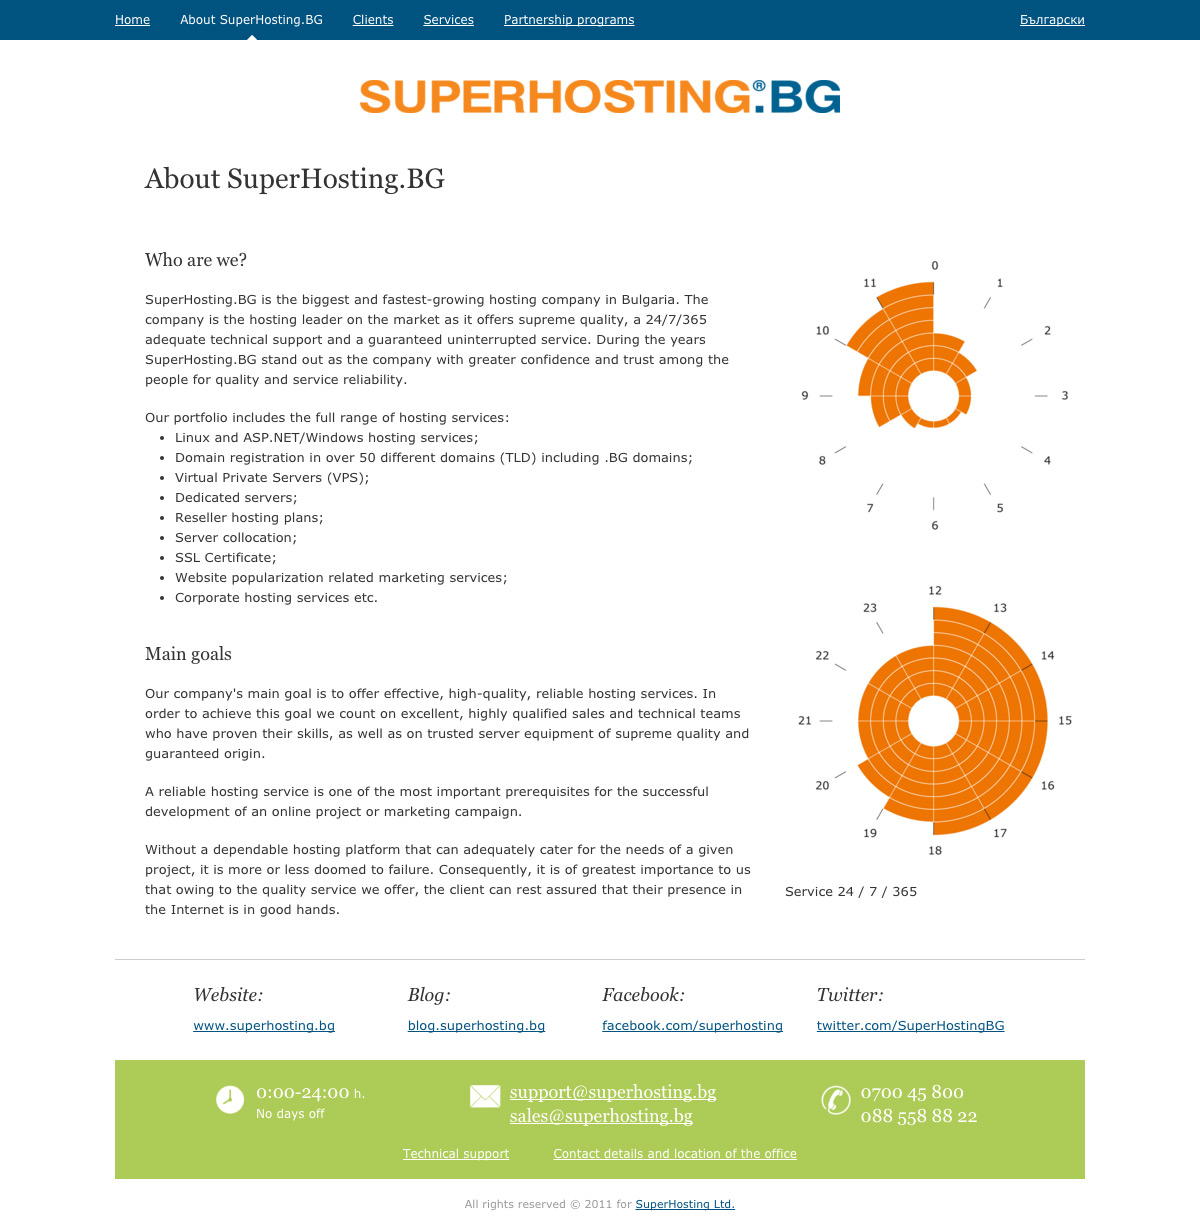 Home About SuperHosting.BG Clients Services Partnership programs Български
SUPERHOSTING®.BG
About SuperHosting.BG
Who are we?
SuperHosting.BG is the biggest and fastest-growing hosting company in Bulgaria. The
company is the hosting leader on the market as it offers supreme quality, a 24/7/365
adequate technical support and a guaranteed uninterrupted service. During the years
SuperHosting.BG stand out as the company with greater confidence and trust among the
people for quality and service reliability.
Our portfolio includes the full range of hosting services:
• Linux and ASP.NET/Windows hosting services;
• Domain registration in over 50 different domains (TLD) including .BG domains;
• Virtual Private Servers (VPS);
• Dedicated servers;
• Reseller hosting plans;
• Server collocation;
• SSL Certificate;
• Website popularization related marketing services;
• Corporate hosting services etc.
Main goals
Our company's main goal is to offer effective, high-quality, reliable hosting services. In
order to achieve this goal we count on excellent, highly qualified sales and technical teams
who have proven their skills, as well as on trusted server equipment of supreme quality and
guaranteed origin.
A reliable hosting service is one of the most important prerequisites for the successful
development of an online project or marketing campaign.
Without a dependable hosting platform that can adequately cater for the needs of a given
project, it is more or less doomed to failure. Consequently, it is of greatest importance to us
that owing to the quality service we offer, the client can rest assured that their presence in
the Internet is in good hands.
0
11 1
10 2
9 3
8 4
7 5
6
12
23 13
22 14
21 15
20 16
19 17
18
Service 24 / 7 / 365
Website: Blog: Facebook: Twitter:
www.superhosting.bg blog.superhosting.bg facebook.com/superhosting twitter.com/SuperHostingBG
0:00-24:00 h.
No days off
support@superhosting.bg
sales@superhosting.bg
0700 45 800
088 558 88 22
Technical support Contact details and location of the office
All rights reserved © 2011 for SuperHosting Ltd.